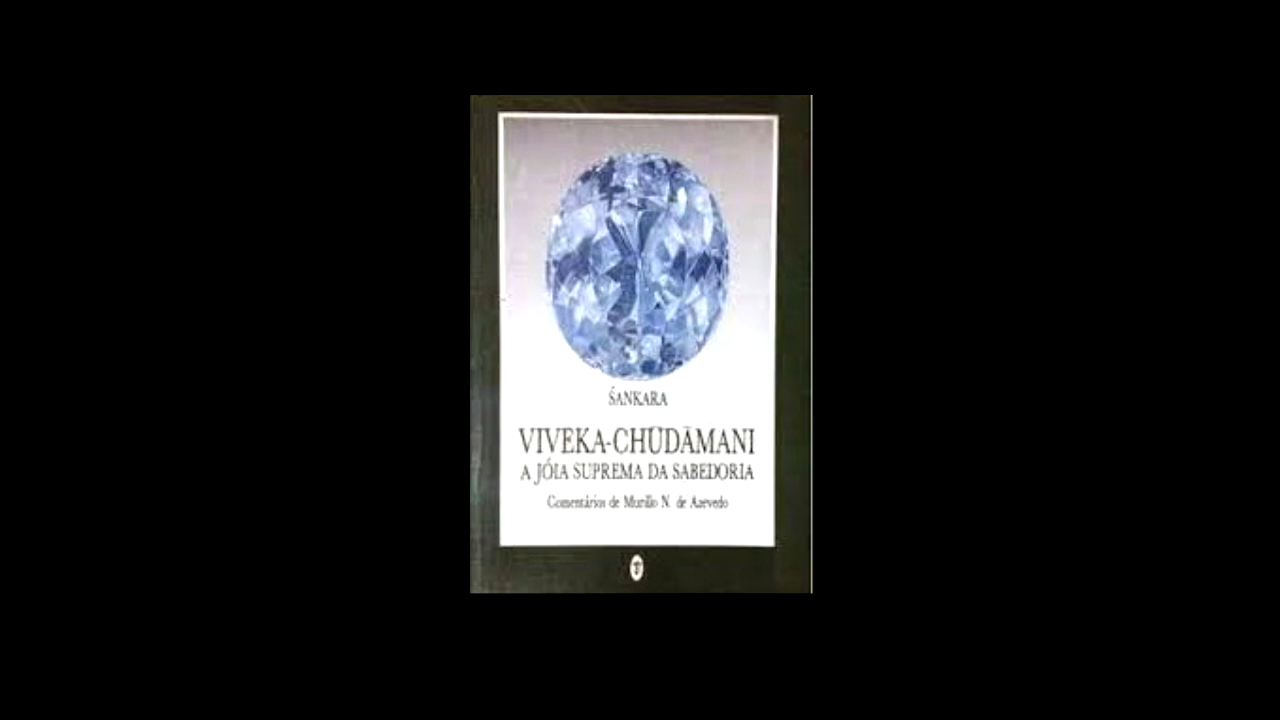 ŚANKARA
VIVEKA-CHŪDĀMANI
A JÓIA SUPREMA DA SABEDORIA
Comentários de Murillo N. de Azevedo